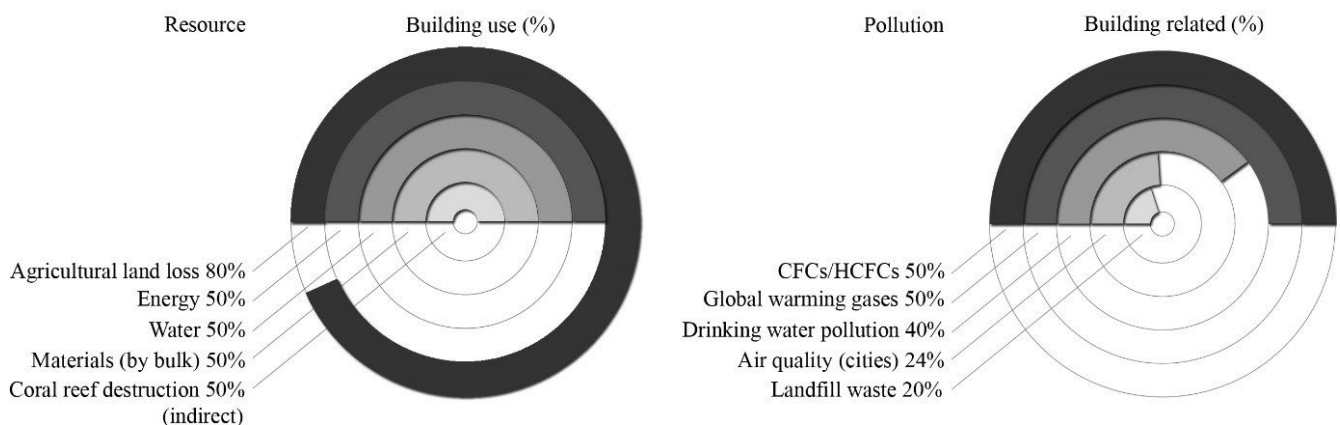 Resource
Building use (%)
Agricultural land loss 80%
Energy 50%
Water 50%
Materials (by bulk) 50%
Coral reef destruction 50%
(indirect)
Pollution
Building related (%)
CFCs/HCFCs 50%
Global warming gases 50%
Drinking water pollution 40%
Air quality (cities) 24%
Landfill waste 20%